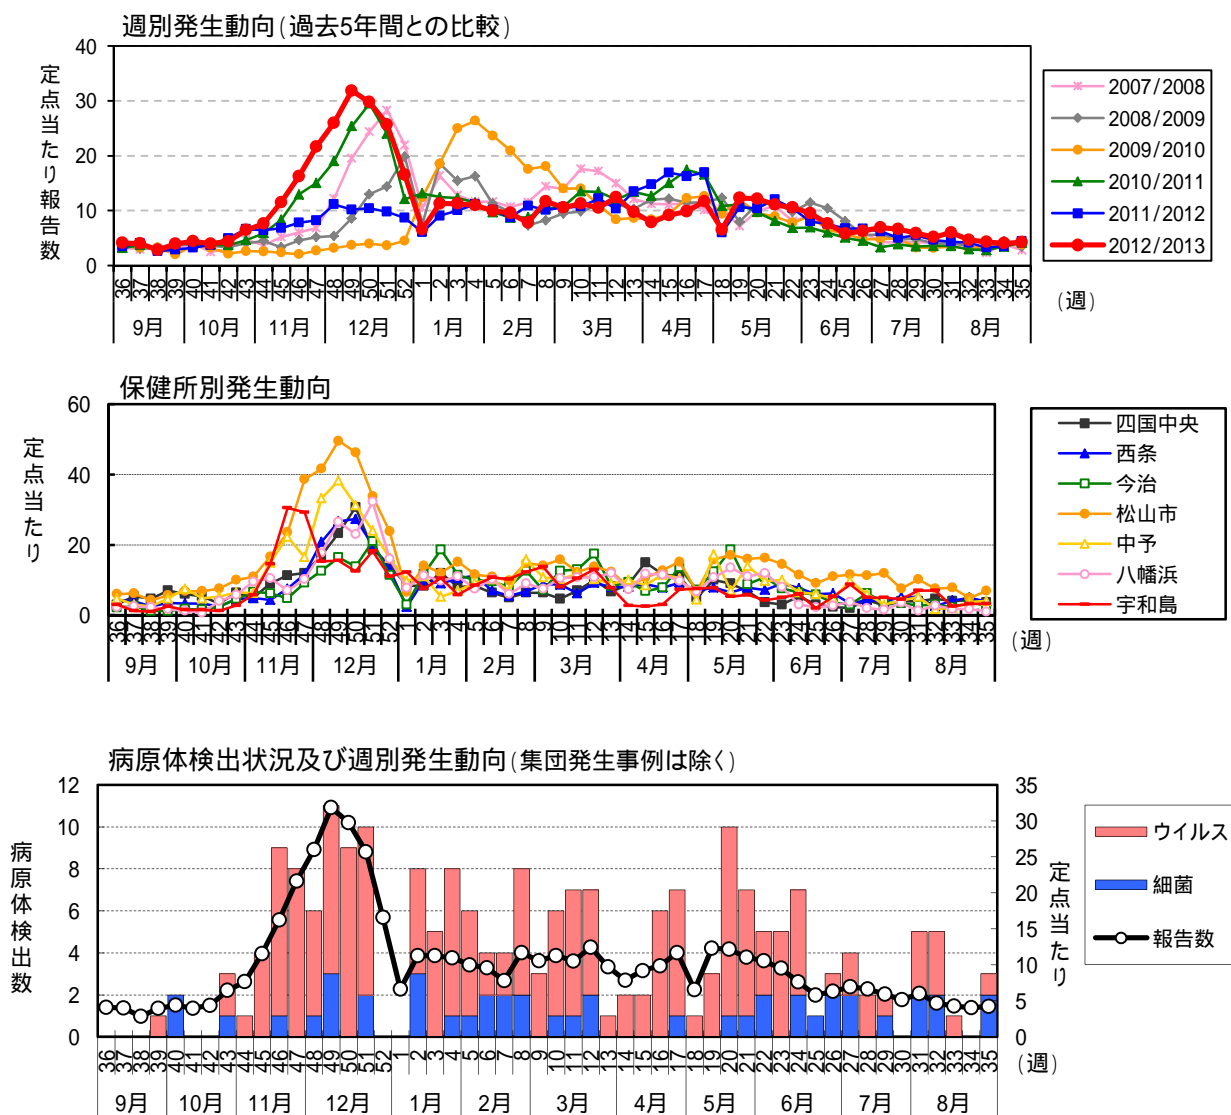 週別発生動向(過去5年間との比較)
定点当たり報告数
40
30
20
10
0
36 37 38 39 40 41 42 43 44 45 46 47 48 49 50 51 52 1 2 3 4 5 6 7 8 9 10 11 12 13 14 15 16 17 18 19 20 21 22 23 24 25 26 27 28 29 30 31 32 33 34 35
(週)
9月 10月 11月 12月 1月 2月 3月 4月 5月 6月 7月 8月
2007/2008
2008/2009
2009/2010
2010/2011
2011/2012
2012/2013
保健所別発生動向
定点当たり
60
40
20
0
36 37 38 39 40 41 42 43 44 45 46 47 48 49 50 51 52 1 2 3 4 5 6 7 8 9 10 11 12 13 14 15 16 17 18 19 20 21 22 23 24 25 26 27 28 29 30 31 32 33 34 35
(週)
9月 10月 11月 12月 1月 2月 3月 4月 5月 6月 7月 8月
四国中央
西条
今治
松山市
中予
八幡浜
宇和島
病原体検出状況及び週別発生動向(集団発生事例は除く)
病原体検出数
12
10
8
6
4
2
0
35
30
25
20
15
10
5
0
定点当たり
36 37 38 39 40 41 42 43 44 45 46 47 48 49 50 51 52 1 2 3 4 5 6 7 8 9 10 11 12 13 14 15 16 17 18 19 20 21 22 23 24 25 26 27 28 29 30 31 32 33 34 35
(週)
9月 10月 11月 12月 1月 2月 3月 4月 5月 6月 7月 8月
ウイルス
細菌
報告数